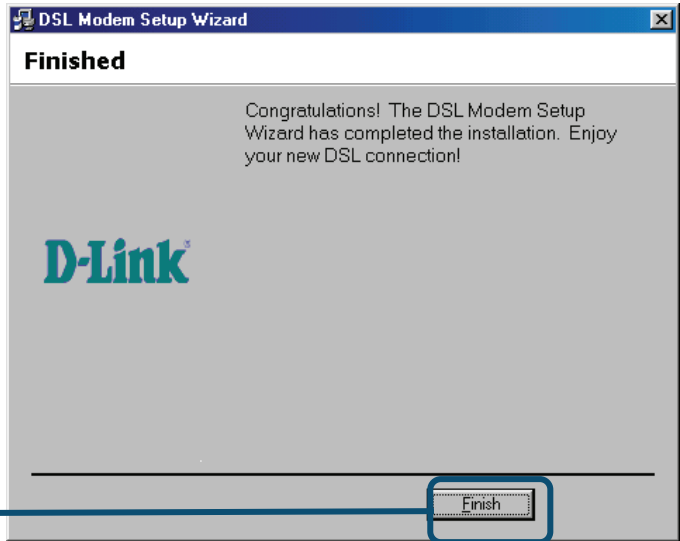 DSL Modem Setup Wizard
Finished
Congratulations! The DSL Modem Setup
Wizard has completed the installation. Enjoy
your new DSL connection!
D-Link
Finish